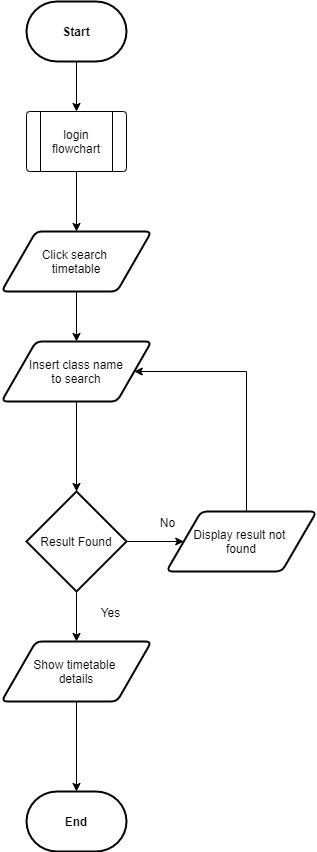 Start
login
flowchart
Click search
timetable
Insert class name
to search
Result Found
No
Display result not
found
Yes
Show timetable
details
End